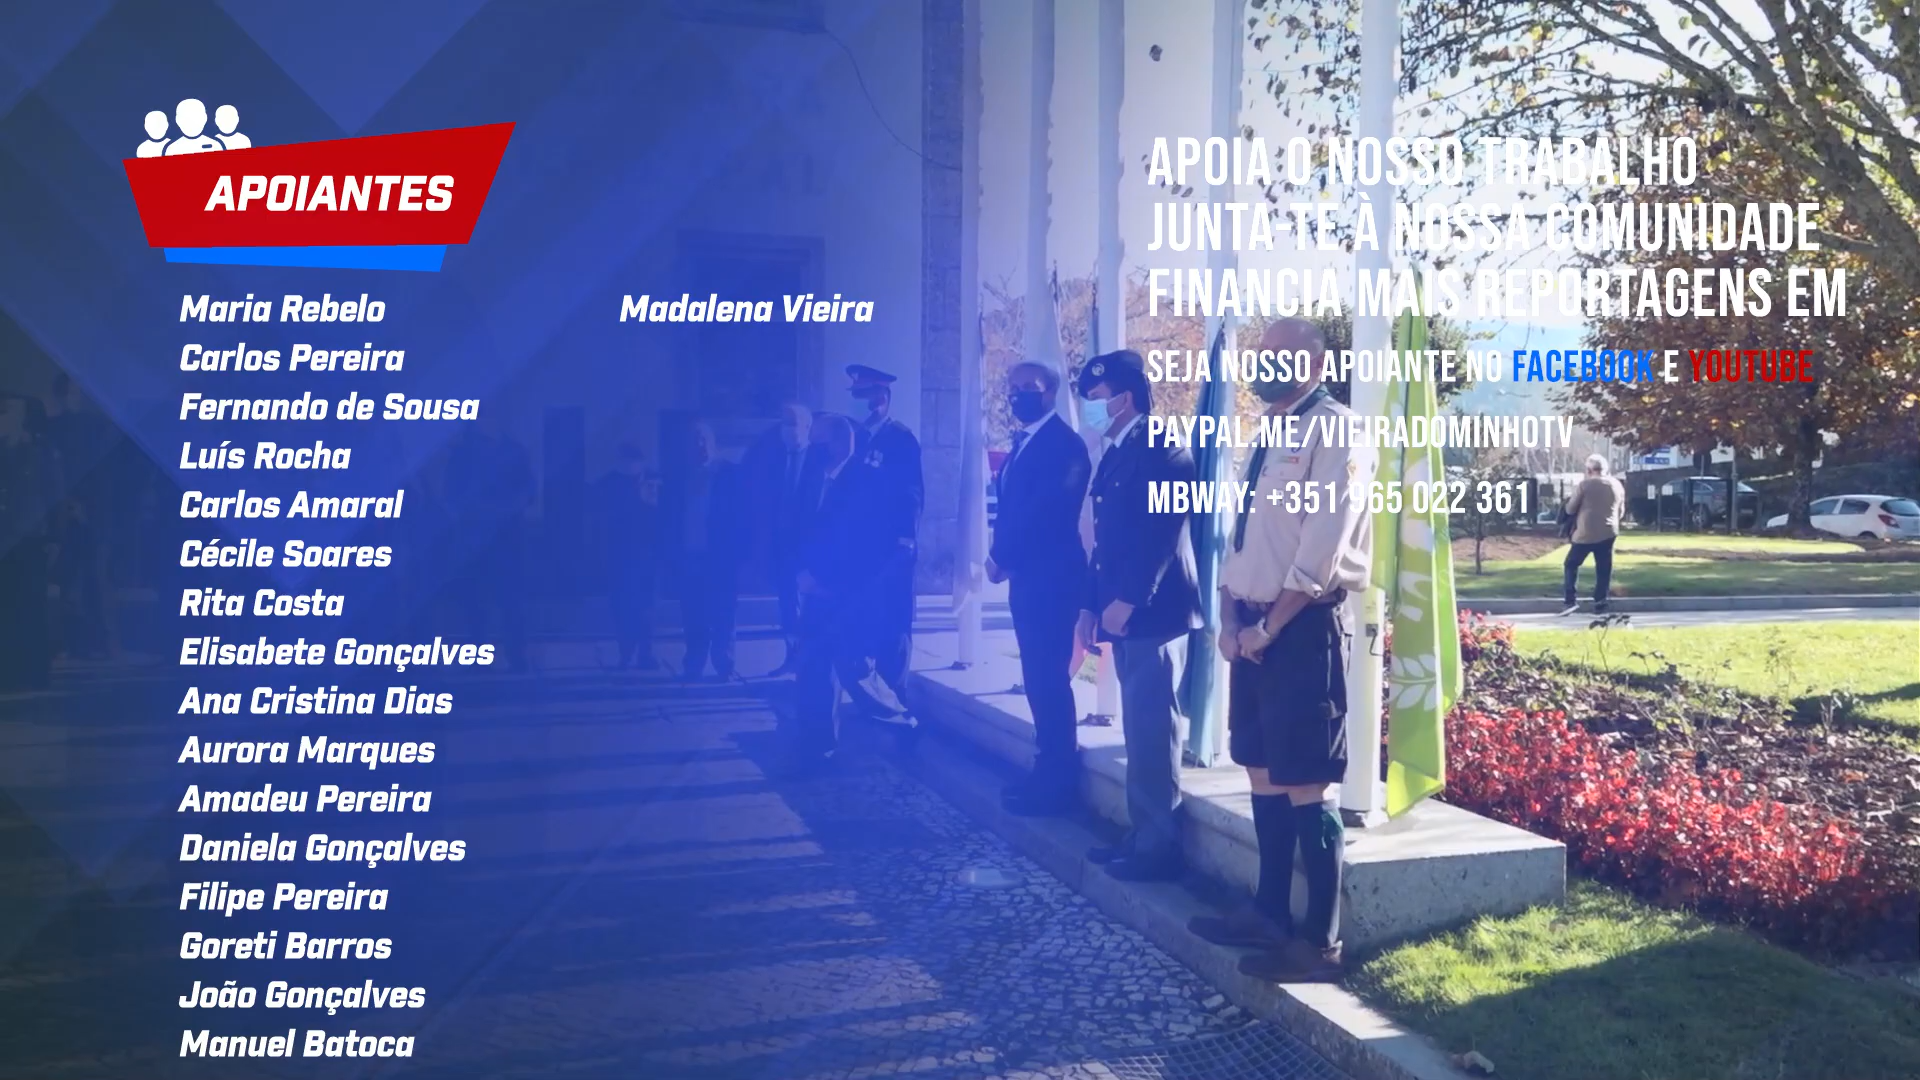 APOIANTES
Maria Rebelo
Carlos Pereira
Fernando de Sousa
Luís Rocha
Carlos Amaral
Cécile Soares
Rita Costa
Elisabete Gonçalves
Ana Cristina Dias
Aurora Marques
Amadeu Pereira
Daniela Gonçalves
Filipe Pereira
Goreti Barros
João Gonçalves
Manuel Batoca
Madalena Vieira
APOIA O NOSSO TRABALHO
JUNTA-TE À NOSSA COMUNIDADE
FINANCIA MAIS REPORTAGENS EM
SEJA NOSSO APOIANTE NO FACEBOOK E YOUTUBE
PAYPAL.ME/VIEIRADOMINHOTV
MBWAY: +351 965 022 361